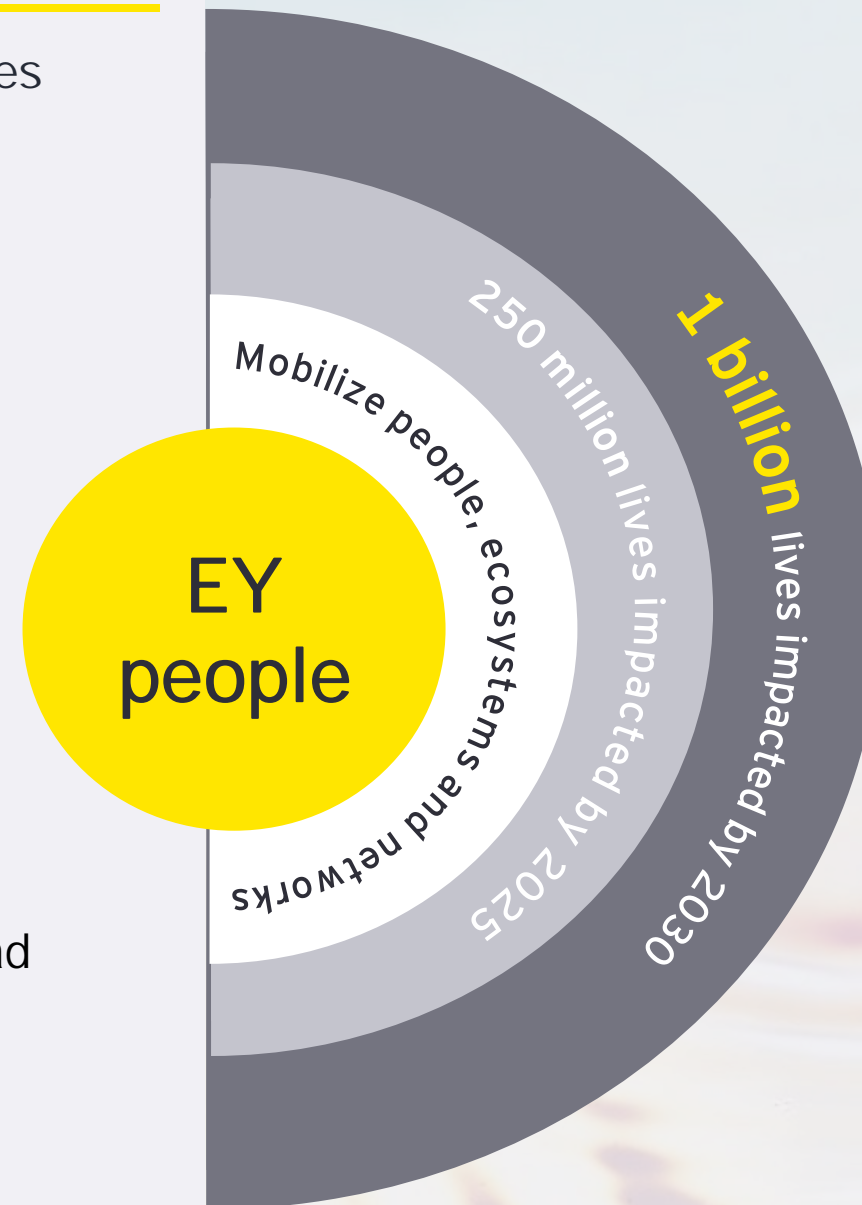 es
EY
people
Mobilize people, ecosystems and networks
250 million lives impacted by 2025
1 billion lives impacted by 2030
nd